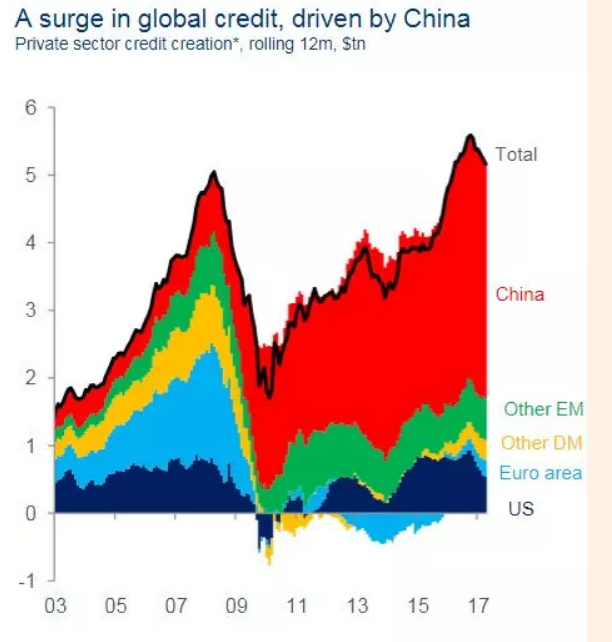 A surge in global credit, driven by China
Private sector credit creation*, rolling 12m, $tn
6
5
4
3
2
1
0
-1
Total
China
Other EM
Other DM
Euro area
US
03 05 07 09 11 13 15 17